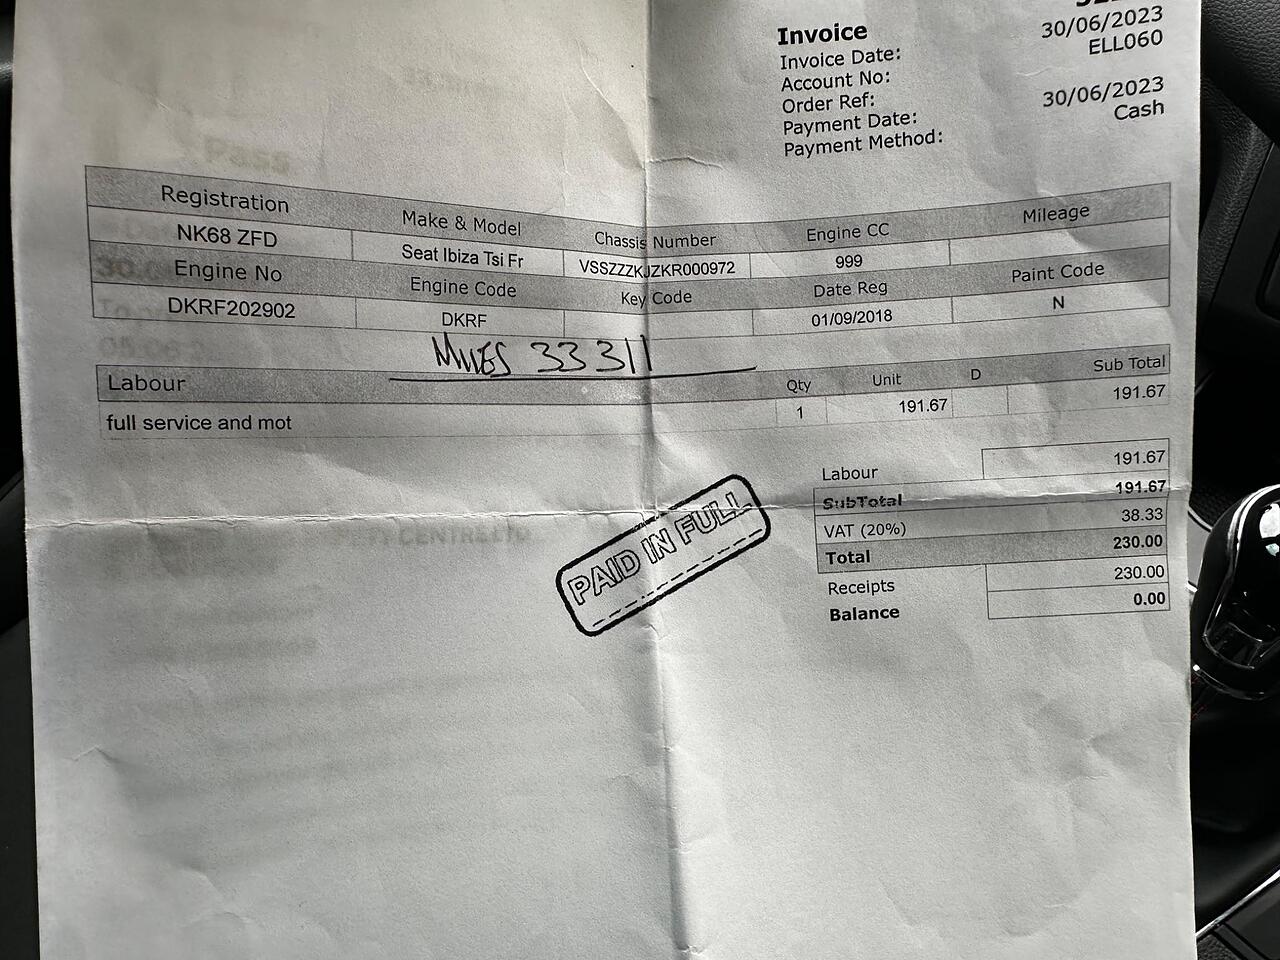 Invoice
Invoice Date: 30/06/2023
Account No: ELL060
Order Ref:
Payment Date: 30/06/2023
Payment Method: Cash
Registration Make & Model Chassis Number Engine CC Mileage
NK68 ZFD Seat Ibiza Tsi Fr VSSZZZKJZKR000972 999
Engine No Engine Code Key Code Date Reg Paint Code
DKRF202902 DKRF 01/09/2018 N
MILES 33311
Labour Qty Unit D Sub Total
full service and mot 1 191.67 191.67
Labour 191.67
SubTotal 191.67
VAT (20%) 38.33
Total 230.00
Receipts 230.00
Balance 0.00
PAID IN FULL